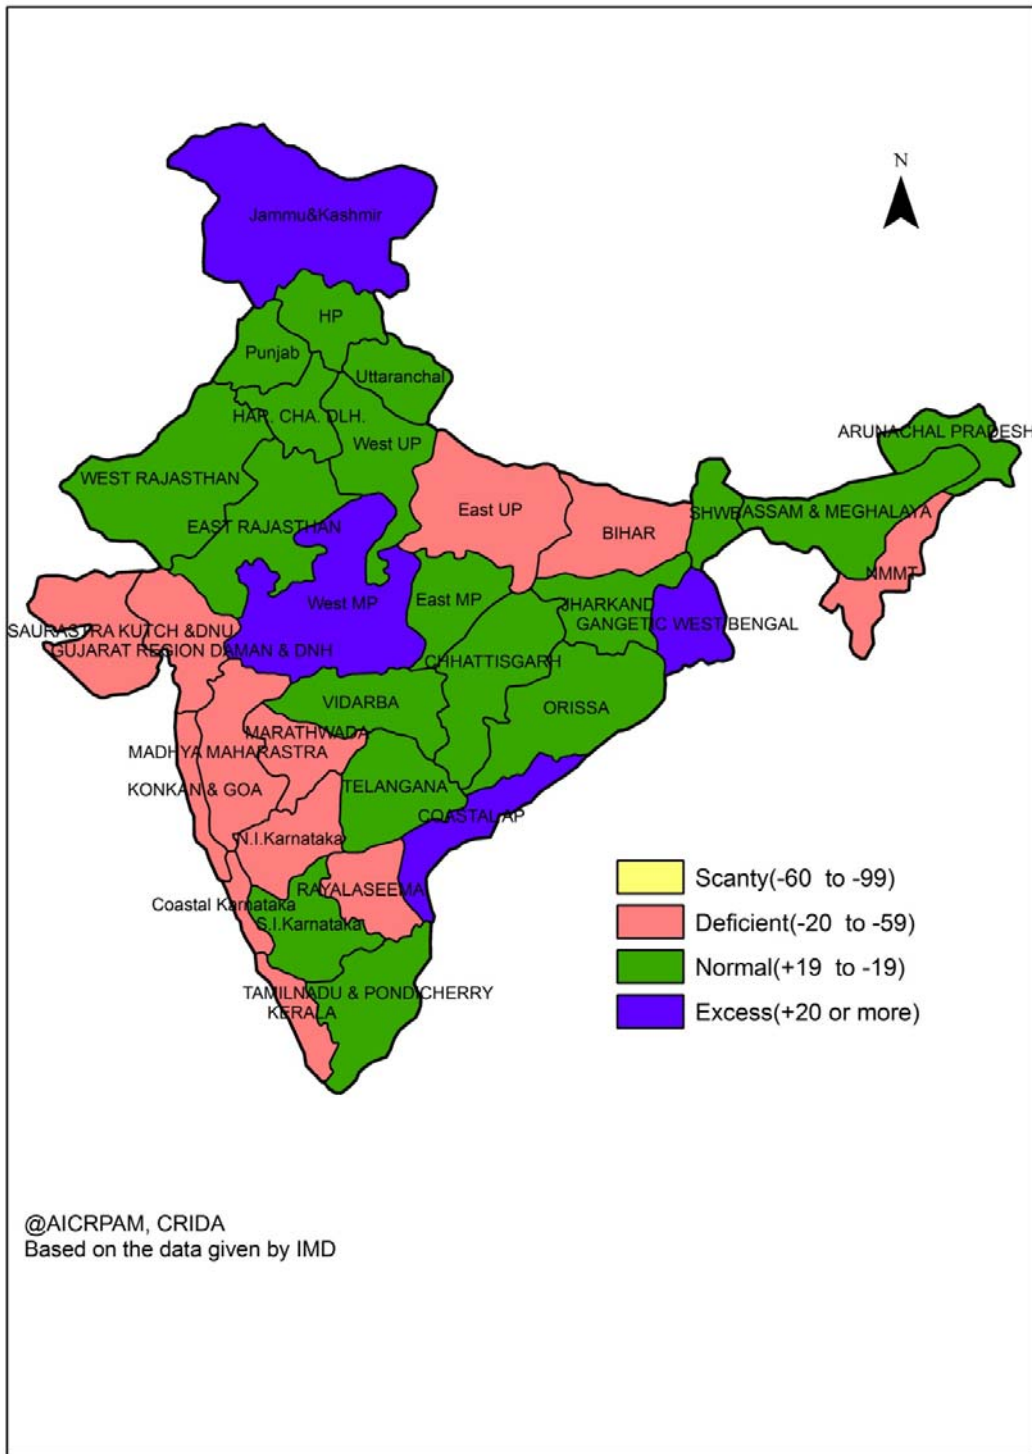 N
Jammu&Kashmir
HP
Punjab
Uttaranchal
HAR. CHA. DLH.
West UP
ARUNACHAL PRADESH
WEST RAJASTHAN
East UP
SHWB
ASSAM & MEGHALAYA
EAST RAJASTHAN
BIHAR
NMMT
West MP
East MP
JHARKAND
GANGETIC WEST BENGAL
SAURASTRA KUTCH &DNU
GUJARAT REGION DAMAN & DNH
CHHATTISGARH
VIDARBA
ORISSA
MARATHWADA
MADHYA MAHARASTRA
KONKAN & GOA
TELANGANA
COASTAL AP
N.I.Karnataka
RAYALASEEMA
Coastal Karnataka
S.I.Karnataka
TAMILNADU & PONDICHERRY
KERALA
Scanty(-60 to -99)
Deficient(-20 to -59)
Normal(+19 to -19)
Excess(+20 or more)
@AICRPAM, CRIDA
Based on the data given by IMD